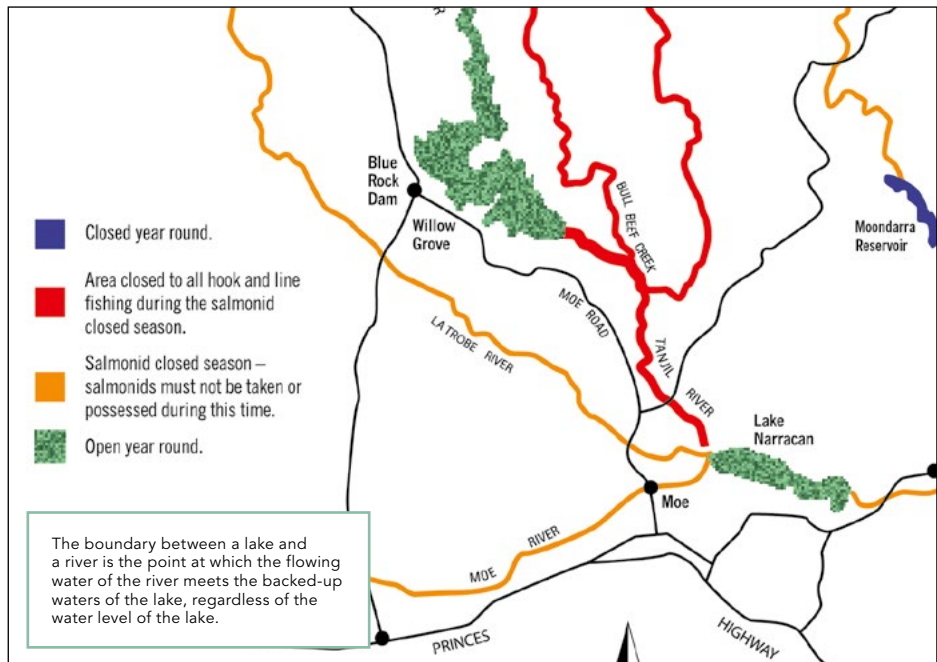 R
Blue
Rock
Dam
Willow
Grove
BULL BEEF CREEK
Moondarra
Reservoir
Closed year round.
Area closed to all hook and line
fishing during the salmonid
closed season.
Salmonid closed season –
salmonids must not be taken or
possessed during this time.
Open year round.
MOE ROAD
LATROBE RIVER
TANJIL
RIVER
Lake
Narracan
Moe
MOE
RIVER
The boundary between a lake and
a river is the point at which the flowing
water of the river meets the backed-up
waters of the lake, regardless of the
water level of the lake.
PRINCES
HIGHWAY